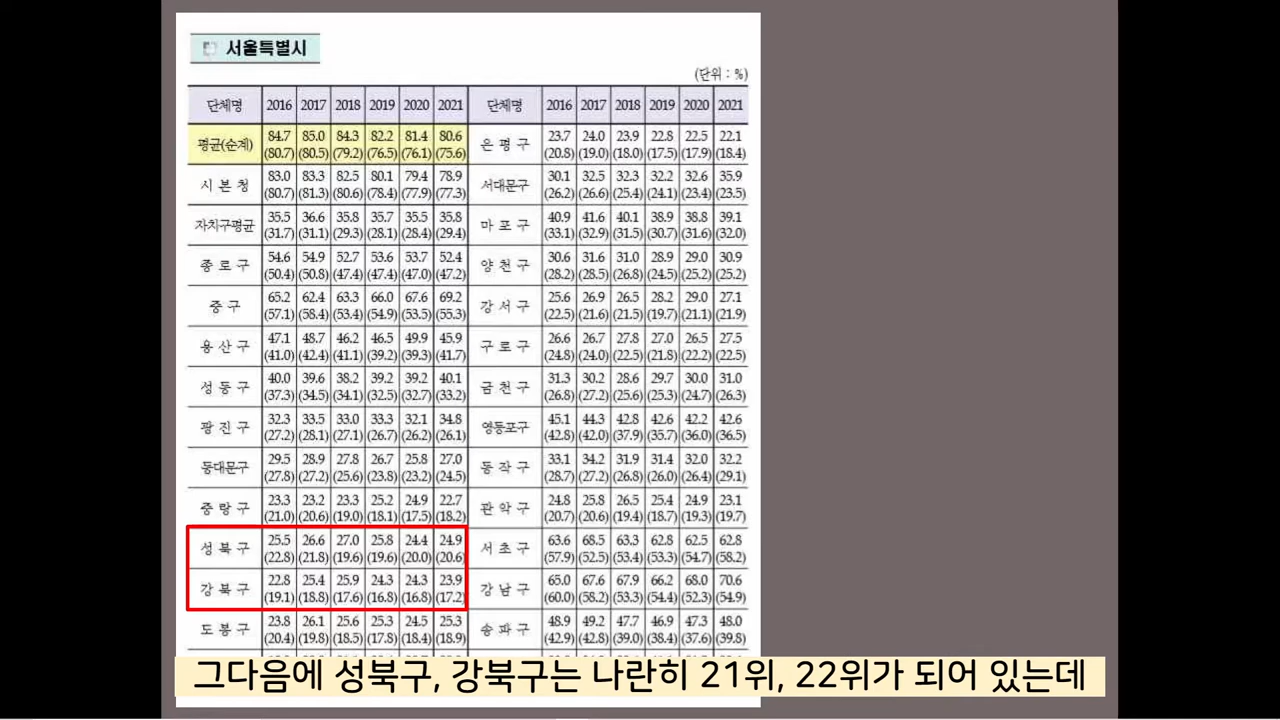 서울특별시
(단위 : %)
단체명 2016 2017 2018 2019 2020 2021 단체명 2016 2017 2018 2019 2020 2021
평균(순계) 84.7 85.0 84.3 82.2 81.4 80.6 은 평 구 23.7 24.0 23.9 22.8 22.5 22.1
(80.7) (80.5) (79.2) (76.5) (76.1) (75.6) (20.8) (19.0) (18.0) (17.5) (17.9) (18.4)
시 본 청 83.0 83.3 82.5 80.1 79.4 78.9 서대문구 30.1 32.5 32.3 32.2 32.6 35.9
(80.7) (81.3) (80.6) (78.4) (77.9) (77.3) (26.2) (26.6) (25.4) (24.1) (23.4) (23.5)
자치구평균 35.5 36.6 35.8 35.7 35.5 35.8 마 포 구 40.9 41.6 40.1 38.9 38.8 39.1
(31.7) (31.1) (29.3) (28.1) (28.4) (29.4) (33.1) (32.9) (31.5) (30.7) (31.6) (32.0)
종 로 구 54.6 54.9 52.7 53.6 53.7 52.4 양 천 구 30.6 31.6 31.0 28.9 29.0 30.9
(50.4) (50.8) (47.4) (47.4) (47.0) (47.2) (28.2) (28.5) (26.8) (24.5) (25.2) (25.2)
중 구 65.2 62.4 63.3 66.0 67.6 69.2 강 서 구 25.6 26.9 26.5 28.2 29.0 27.1
(57.1) (58.4) (53.4) (54.9) (53.5) (55.3) (22.5) (21.6) (21.5) (19.7) (21.1) (21.9)
용 산 구 47.1 48.7 46.2 46.5 49.9 45.9 구 로 구 26.6 26.7 27.8 27.0 26.5 27.5
(41.0) (42.4) (41.1) (39.2) (39.3) (41.7) (24.8) (24.0) (22.5) (21.8) (22.2) (22.5)
성 동 구 40.0 39.6 38.2 39.2 39.2 40.1 금 천 구 31.3 30.2 28.6 29.7 30.0 31.0
(37.3) (34.5) (34.1) (32.5) (32.7) (33.2) (26.8) (27.2) (25.6) (25.3) (24.7) (26.3)
광 진 구 32.3 33.5 33.0 33.3 32.1 34.8 영등포구 45.1 44.3 42.8 42.6 42.2 42.6
(27.2) (28.1) (27.1) (26.7) (26.2) (26.1) (42.8) (42.0) (37.9) (35.7) (36.0) (36.5)
동대문구 29.5 28.9 27.8 26.7 25.8 27.0 동 작 구 33.1 34.2 31.9 31.4 32.0 32.2
(27.8) (27.2) (25.6) (23.8) (23.2) (24.5) (28.7) (27.2) (26.8) (26.0) (26.4) (29.1)
중 랑 구 23.3 23.2 23.3 25.2 24.9 22.7 관 악 구 24.8 25.8 26.5 25.4 24.9 23.1
(21.0) (20.6) (19.0) (18.1) (17.5) (18.2) (20.7) (20.6) (19.4) (18.7) (19.3) (19.7)
성 북 구 25.5 26.6 27.0 25.8 24.4 24.9 서 초 구 63.6 68.5 63.3 62.8 62.5 62.8
(22.8) (21.8) (19.6) (19.6) (20.0) (20.6) (57.9) (52.5) (53.4) (53.3) (54.7) (58.2)
강 북 구 22.8 25.4 25.9 24.3 24.3 23.9 강 남 구 65.0 67.6 67.9 66.2 68.0 70.6
(19.1) (18.8) (17.6) (16.8) (16.8) (17.2) (60.0) (58.2) (53.3) (54.4) (52.3) (54.9)
도 봉 구 23.8 26.1 25.6 25.3 24.5 25.3 송 파 구 48.9 49.2 47.7 46.9 47.3 48.0
(20.4) (19.8) (18.5) (17.8) (18.4) (18.9) (42.9) (42.8) (39.0) (38.4) (37.6) (39.8)
그다음에 성북구, 강북구는 나란히 21위, 22위가 되어 있는데